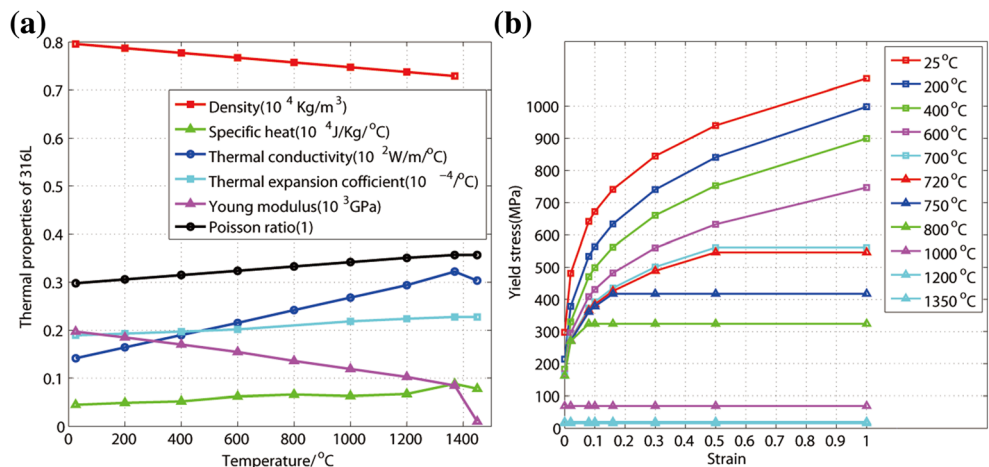 (a)
0.8
0.7
0.6
0.5
0.4
0.3
0.2
0.1
0
Thermal properties of 316L
Density(10 4 Kg/m3)
Specific heat(10 4J/Kg/°C)
Thermal conductivity(10 2W/m/°C)
Thermal expansion cofficient(10 −4/°C)
Young modulus(10 3GPa)
Poisson ratio(1)
0 200 400 600 800 1000 1200 1400
Temperature/°C
(b)
1000
900
800
700
600
500
400
300
200
100
0
Yield stress(MPa)
25 °C
200 °C
400 °C
600 °C
700 °C
720 °C
750 °C
800 °C
1000 °C
1200 °C
1350 °C
0 0.1 0.2 0.3 0.4 0.5 0.6 0.7 0.8 0.9 1
Strain